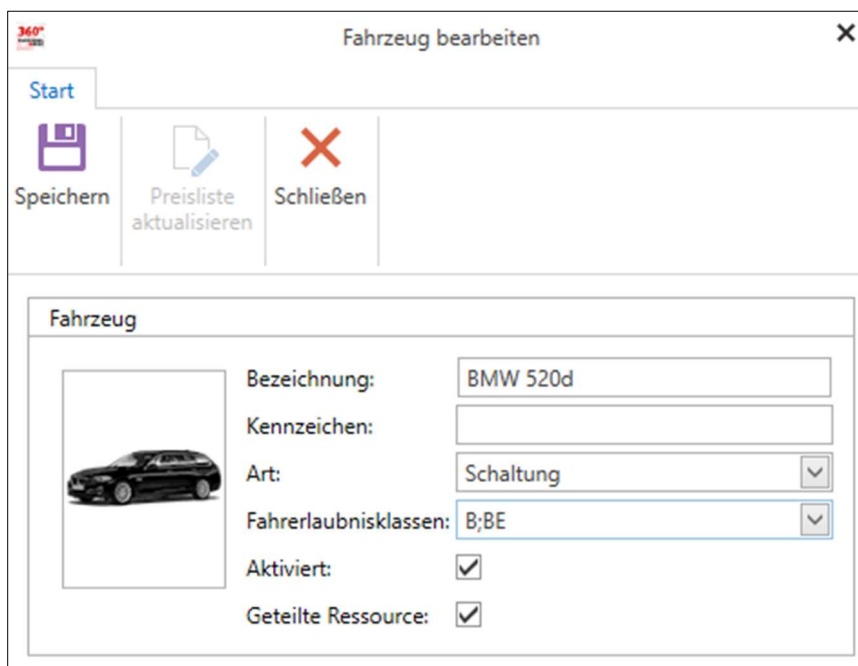 360°
Fahrzeug bearbeiten
Start
Speichern
Preisliste
aktualisieren
Schließen
Fahrzeug
Bezeichnung: BMW 520d
Kennzeichen:
Art: Schaltung
Fahrerlaubnisklassen: B;BE
Aktiviert:
Geteilte Ressource: